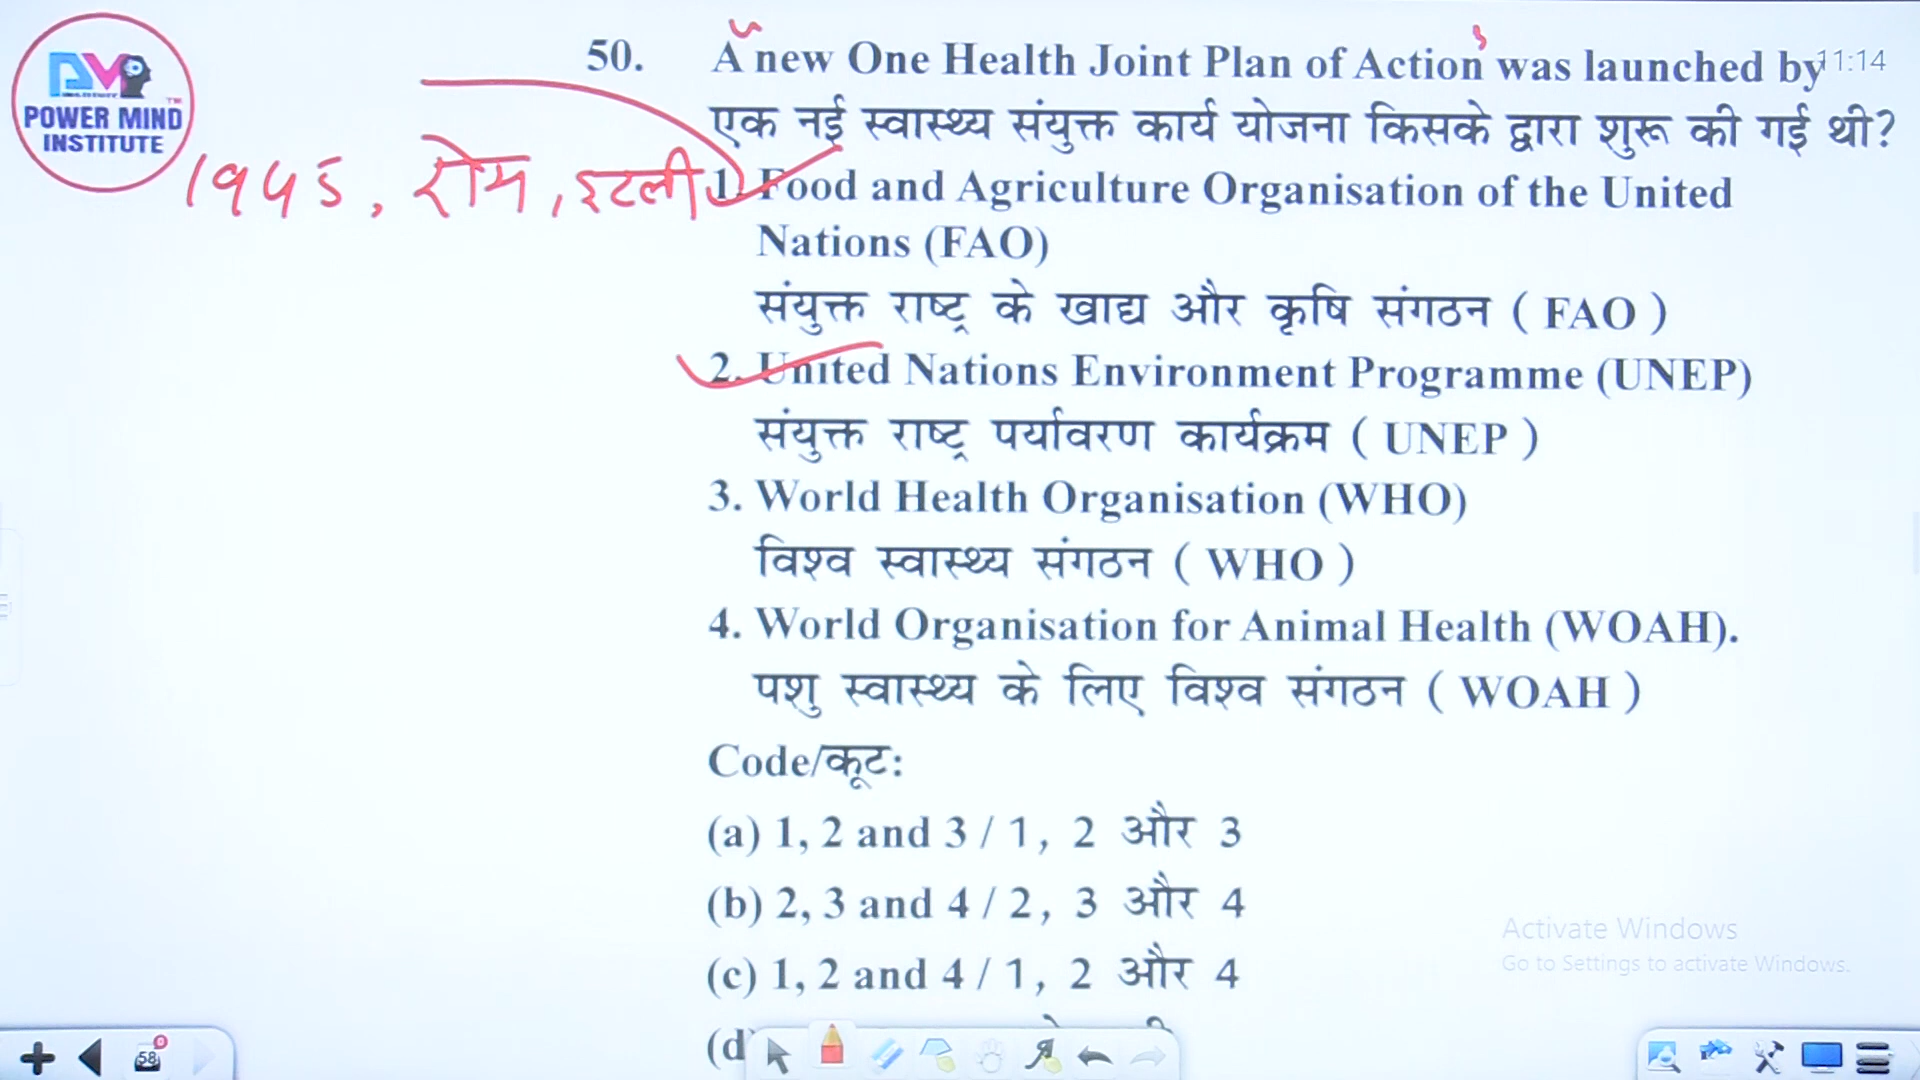 POWER MIND
INSTITUTE
TM
11:14
50. A new One Health Joint Plan of Action was launched by
एक नई स्वास्थ्य संयुक्त कार्य योजना किसके द्वारा शुरू की गई थी?
१९45, रोम, इटली
1. Food and Agriculture Organisation of the United
Nations (FAO)
संयुक्त राष्ट्र के खाद्य और कृषि संगठन ( FAO )
2. United Nations Environment Programme (UNEP)
संयुक्त राष्ट्र पर्यावरण कार्यक्रम ( UNEP )
3. World Health Organisation (WHO)
विश्व स्वास्थ्य संगठन ( WHO )
4. World Organisation for Animal Health (WOAH).
पशु स्वास्थ्य के लिए विश्व संगठन ( WOAH )
Code/कूट:
(a) 1, 2 and 3 / 1, 2 और 3
(b) 2, 3 and 4 / 2, 3 और 4
(c) 1, 2 and 4 / 1, 2 और 4
(d)
Activate Windows
Go to Settings to activate Windows.
58
0